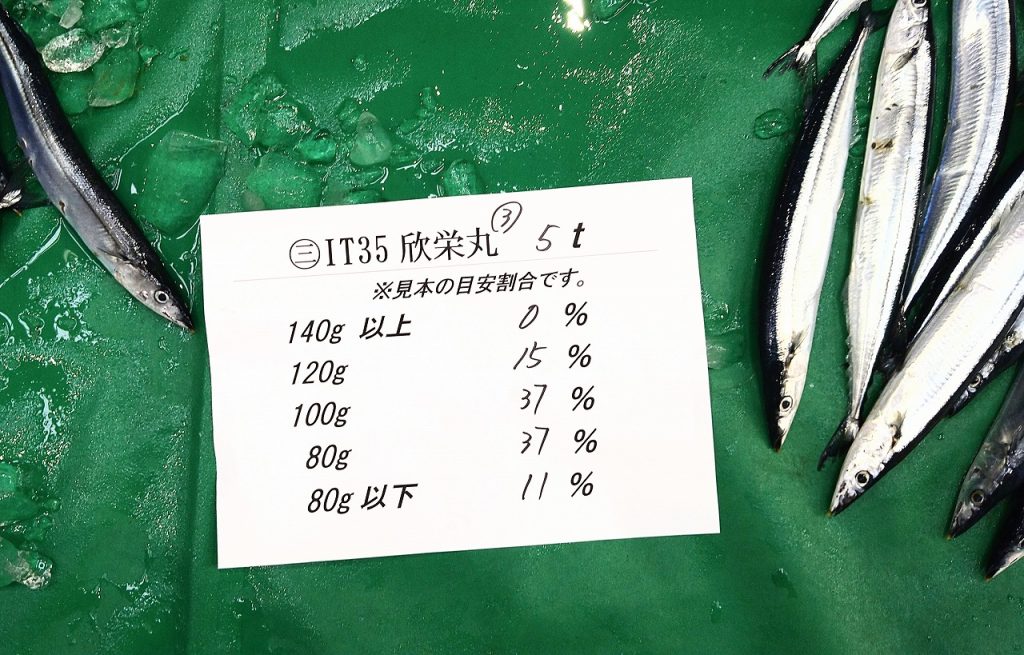 ㊂IT35 欣栄丸 ③ 5 t
※見本の目安割合です。
140g 以上 0 %
120g 15 %
100g 37 %
80g 37 %
80g 以下 11 %